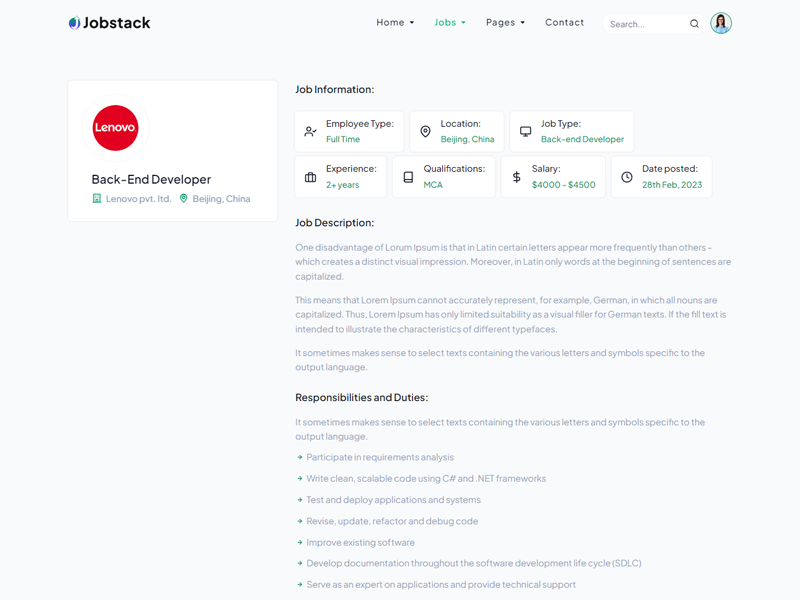 Jobstack
Home
Jobs
Pages
Contact
Search...
Lenovo
Back-End Developer
Lenovo pvt. ltd.
Beijing, China
Job Information:
Employee Type:
Full Time
Location:
Beijing, China
Job Type:
Back-end Developer
Experience:
2+ years
Qualifications:
MCA
Salary:
$4000 - $4500
Date posted:
28th Feb, 2023
Job Description:
One disadvantage of Lorum Ipsum is that in Latin certain letters appear more frequently than others -
which creates a distinct visual impression. Moreover, in Latin only words at the beginning of sentences are
capitalized.
This means that Lorem Ipsum cannot accurately represent, for example, German, in which all nouns are
capitalized. Thus, Lorem Ipsum has only limited suitability as a visual filler for German texts. If the fill text is
intended to illustrate the characteristics of different typefaces.
It sometimes makes sense to select texts containing the various letters and symbols specific to the
output language.
Responsibilities and Duties:
It sometimes makes sense to select texts containing the various letters and symbols specific to the
output language.
Participate in requirements analysis
Write clean, scalable code using C# and .NET frameworks
Test and deploy applications and systems
Revise, update, refactor and debug code
Improve existing software
Develop documentation throughout the software development life cycle (SDLC)
Serve as an expert on applications and provide technical support